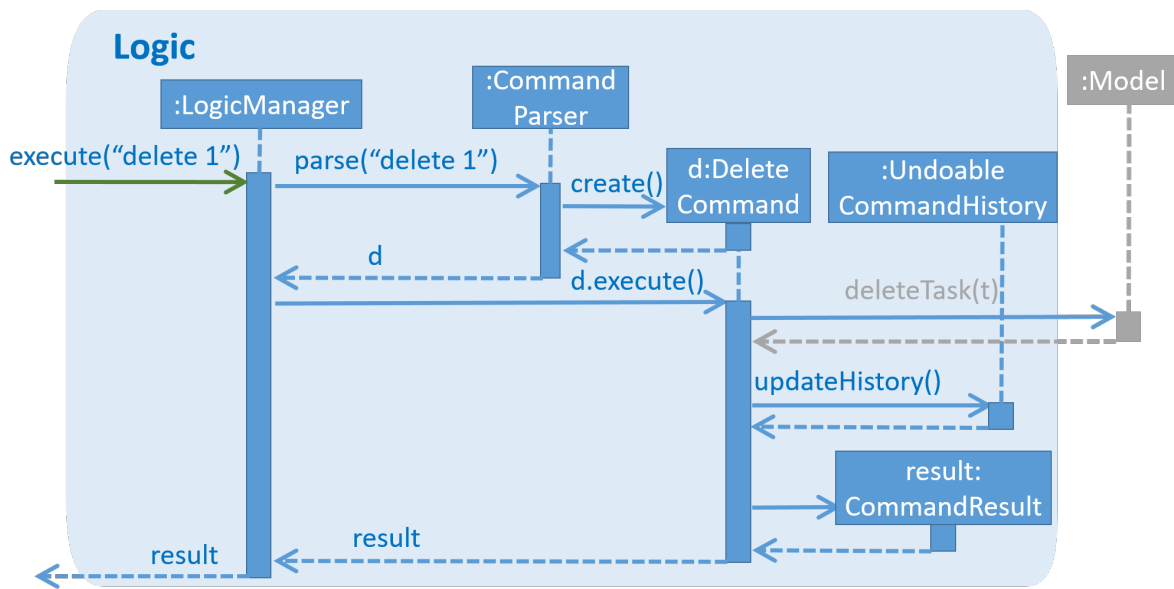 Logic
:LogicManager
:Command
Parser
:Model
execute(“delete 1”)
parse(“delete 1”)
create()
d:Delete
Command
:Undoable
CommandHistory
d
d.execute()
deleteTask(t)
updateHistory()
result:
CommandResult
result
result